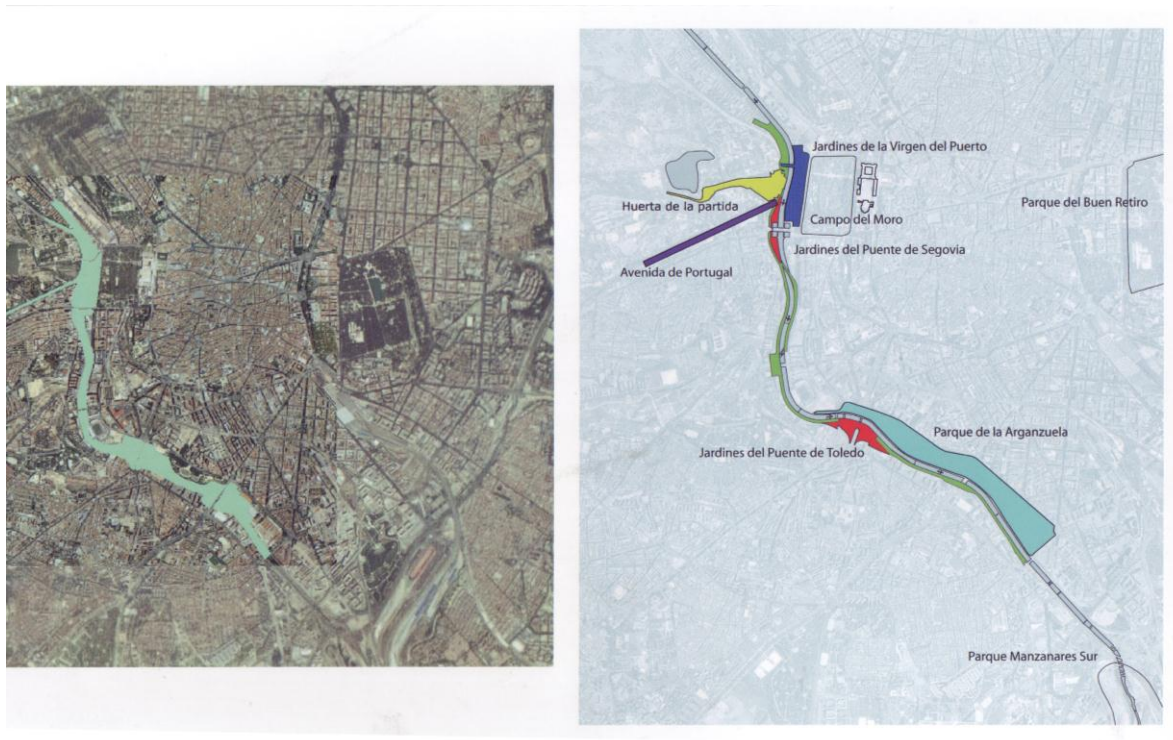 Jardines de la Virgen del Puerto
Huerta de la partida
Campo del Moro
Parque del Buen Retiro
Jardines del Puente de Segovia
Avenida de Portugal
Parque de la Arganzuela
Jardines del Puente de Toledo
Parque Manzanares Sur